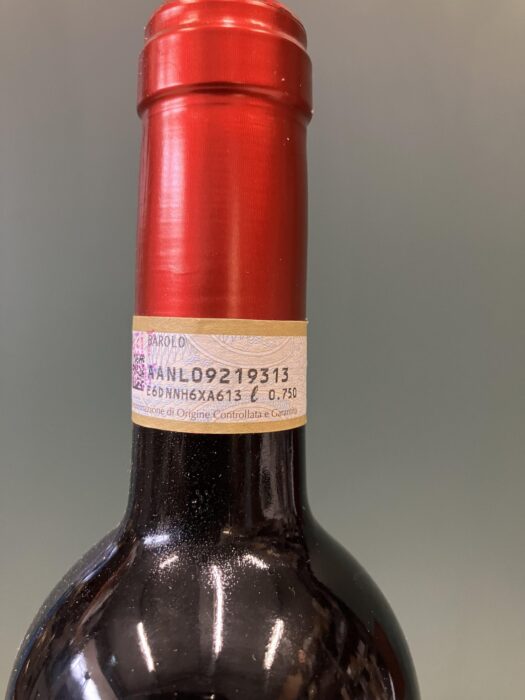 BAROLO
AANL09219313
E6DNNH6XA613 ℓ 0.750
di Origine Controllata e Garantita